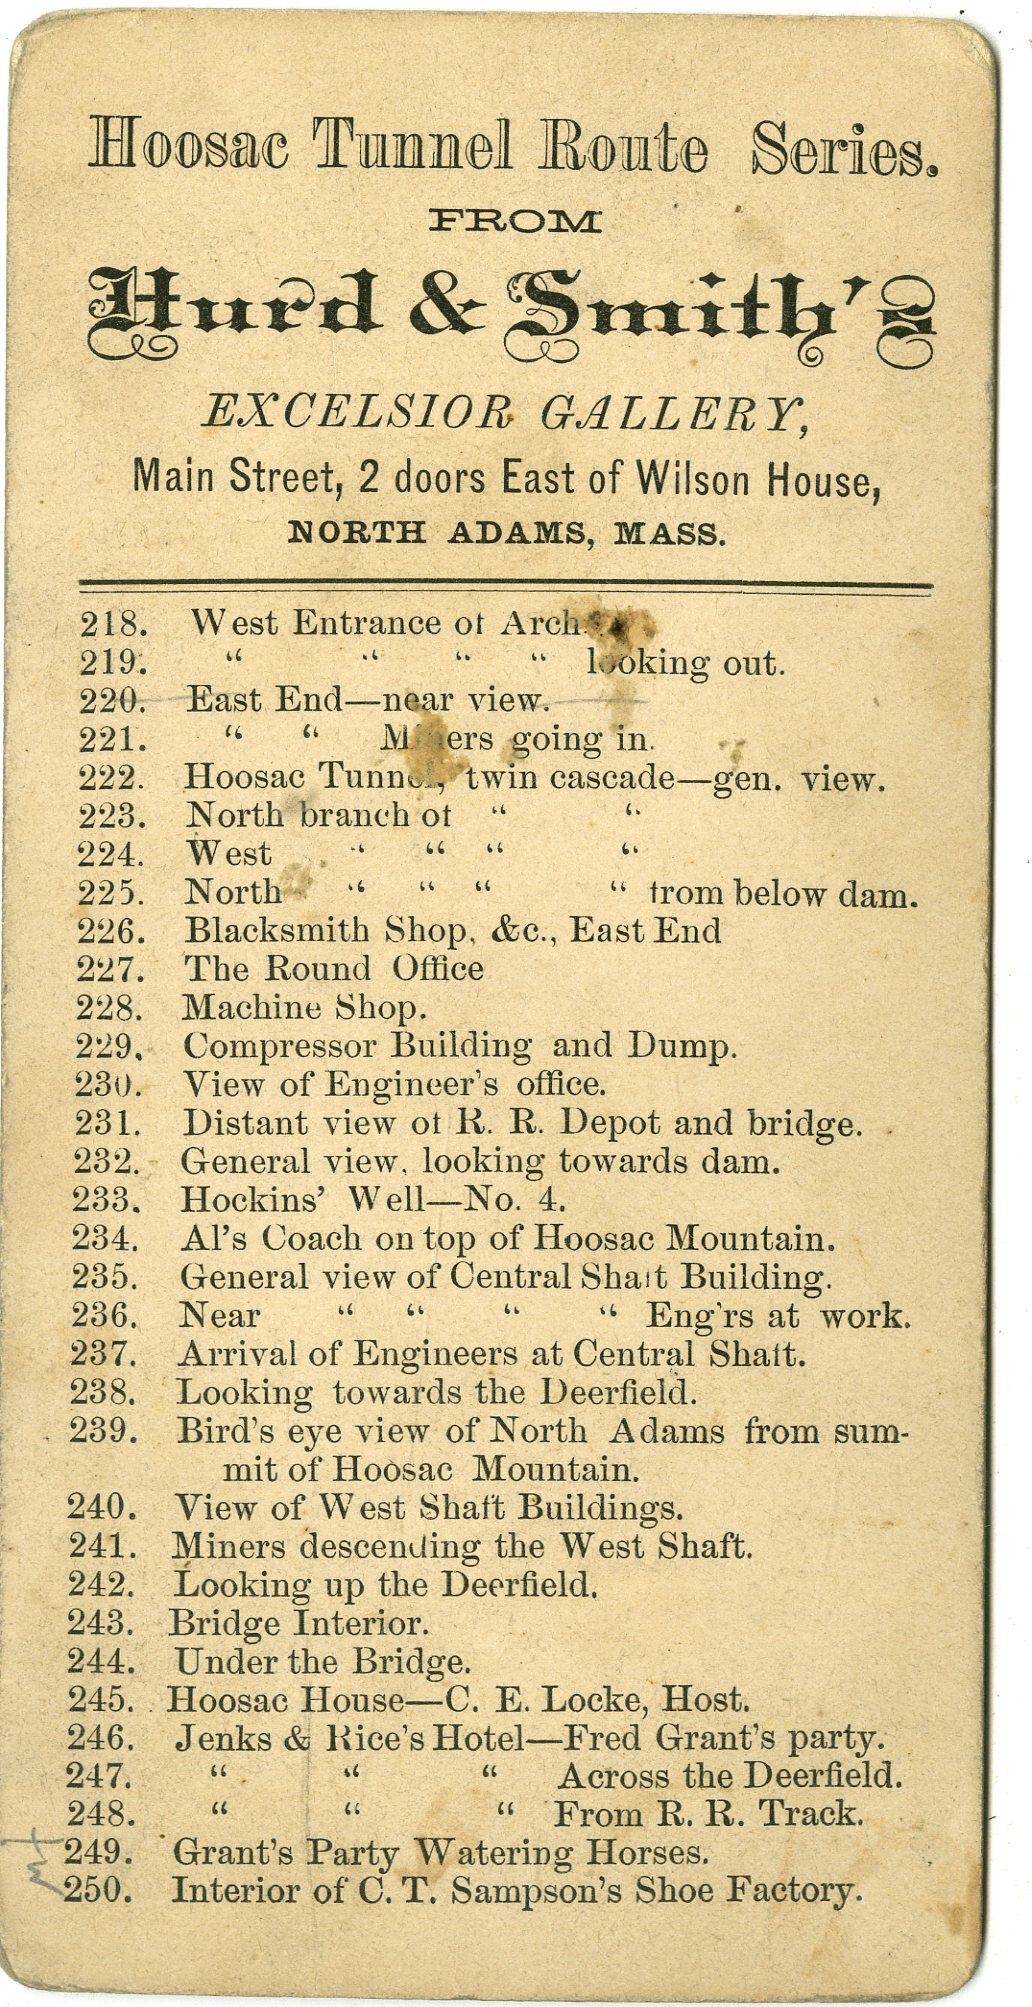 Hoosac Tunnel Route Series.
FROM
Hurd & Smith's
EXCELSIOR GALLERY,
Main Street, 2 doors East of Wilson House,
NORTH ADAMS, MASS.
218. West Entrance of Arch.
219. " " " " looking out.
220. East End—near view.
221. " " Miners going in.
222. Hoosac Tunnel, twin cascade—gen. view.
223. North branch of " "
224. West " " " "
225. North " " " " from below dam.
226. Blacksmith Shop, &c., East End
227. The Round Office
228. Machine Shop.
229. Compressor Building and Dump.
230. View of Engineer's office.
231. Distant view of R. R. Depot and bridge.
232. General view, looking towards dam.
233. Hockins' Well—No. 4.
234. Al's Coach on top of Hoosac Mountain.
235. General view of Central Shaft Building.
236. Near " " " " Eng'rs at work.
237. Arrival of Engineers at Central Shaft.
238. Looking towards the Deerfield.
239. Bird's eye view of North Adams from sum-
mit of Hoosac Mountain.
240. View of West Shaft Buildings.
241. Miners descending the West Shaft.
242. Looking up the Deerfield.
243. Bridge Interior.
244. Under the Bridge.
245. Hoosac House—C. E. Locke, Host.
246. Jenks & Rice's Hotel—Fred Grant's party.
247. " " " Across the Deerfield.
248. " " " From R. R. Track.
249. Grant's Party Watering Horses.
250. Interior of C. T. Sampson's Shoe Factory.